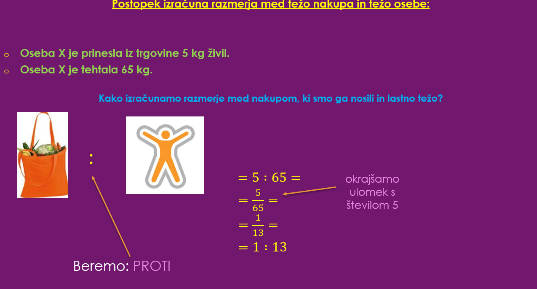 Postopek izračuna razmerja med težo nakupa in težo osebe:
o Oseba X je prinesla iz trgovine 5 kg živil.
o Oseba X je tehtala 65 kg.
Kako izračunamo razmerje med nakupom, ki smo ga nosili in lastno težo?
:
= 5 : 65 =
= 5/65 =
= 1/13 =
= 1 : 13
okrajšamo
ulomek s
številom 5
Beremo: PROTI